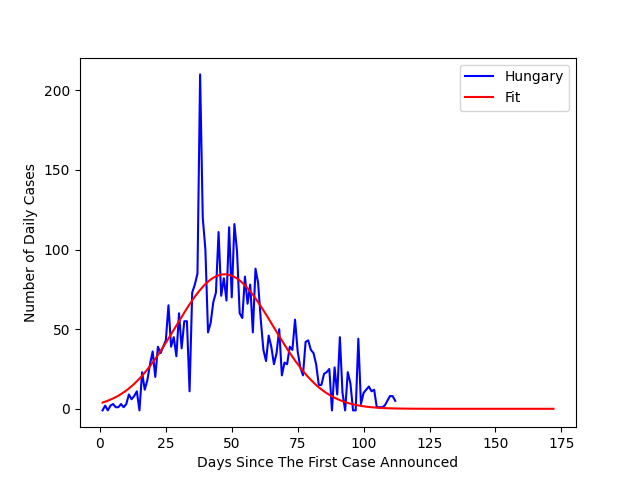 Hungary
Fit
200
150
100
50
0
Number of Daily Cases
0 25 50 75 100 125 150 175
Days Since The First Case Announced